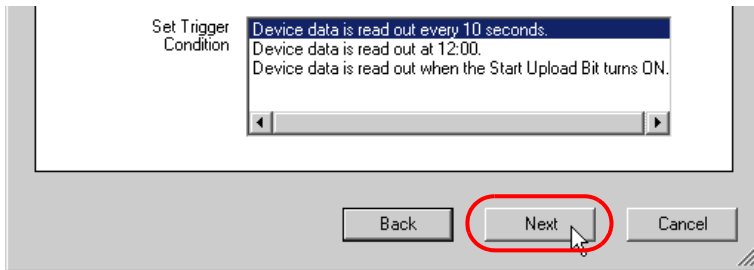 Set Trigger
Condition
Device data is read out every 10 seconds.
Device data is read out at 12:00.
Device data is read out when the Start Upload Bit turns ON.
Back Next Cancel